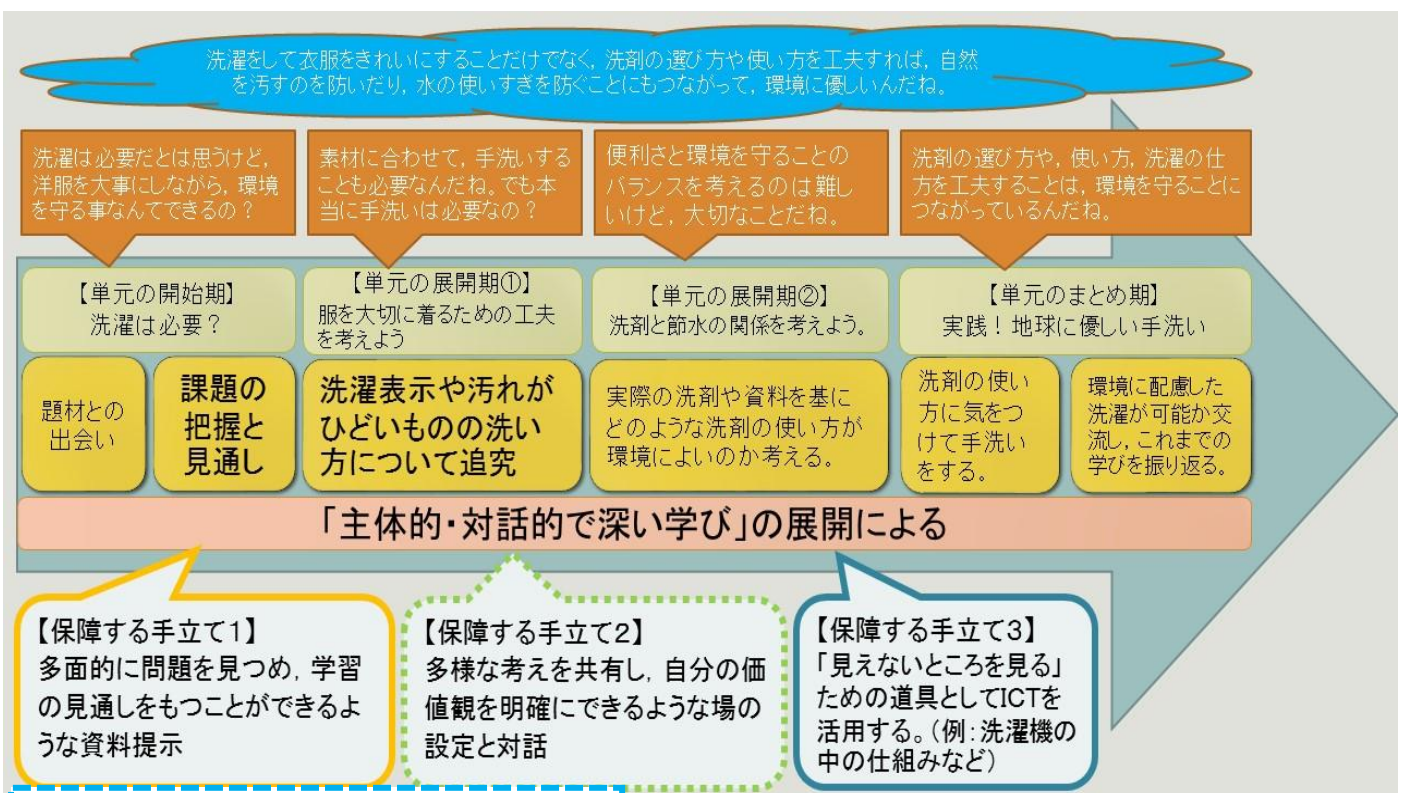 洗濯をして衣服をきれいにすることだけでなく，洗剤の選び方や使い方を工夫すれば，自然
を汚すのを防いだり，水の使いすぎを防ぐことにもつながって，環境に優しいんだね。
洗濯は必要だとは思うけど，
洋服を大事にしながら，環境
を守る事なんてできるの？
素材に合わせて，手洗いする
ことも必要なんだね。でも本
当に手洗いは必要なの？
便利さと環境を守ることの
バランスを考えるのは難し
いけど，大切なことだね。
洗剤の選び方や，使い方，洗濯の仕
方を工夫することは，環境を守ることに
つながっているんだね。
【単元の開始期】
洗濯は必要？
【単元の展開期①】
服を大切に着るための工夫
を考えよう
【単元の展開期②】
洗剤と節水の関係を考えよう。
【単元のまとめ期】
実践！地球に優しい手洗い
題材との
出会い
課題の
把握と
見通し
洗濯表示や汚れが
ひどいものの洗い
方について追究
実際の洗剤や資料を基に
どのような洗剤の使い方が
環境によいのか考える。
洗剤の使い
方に気をつ
けて手洗い
をする。
環境に配慮した
洗濯が可能か交
流し，これまでの
学びを振り返る。
「主体的・対話的で深い学び」の展開による
【保障する手立て1】
多面的に問題を見つめ，学習
の見通しをもつことができるよ
うな資料提示
【保障する手立て2】
多様な考えを共有し，自分の価
値観を明確にできるような場の
設定と対話
【保障する手立て3】
「見えないところを見る」
ための道具としてICTを
活用する。（例：洗濯機の
中の仕組みなど）